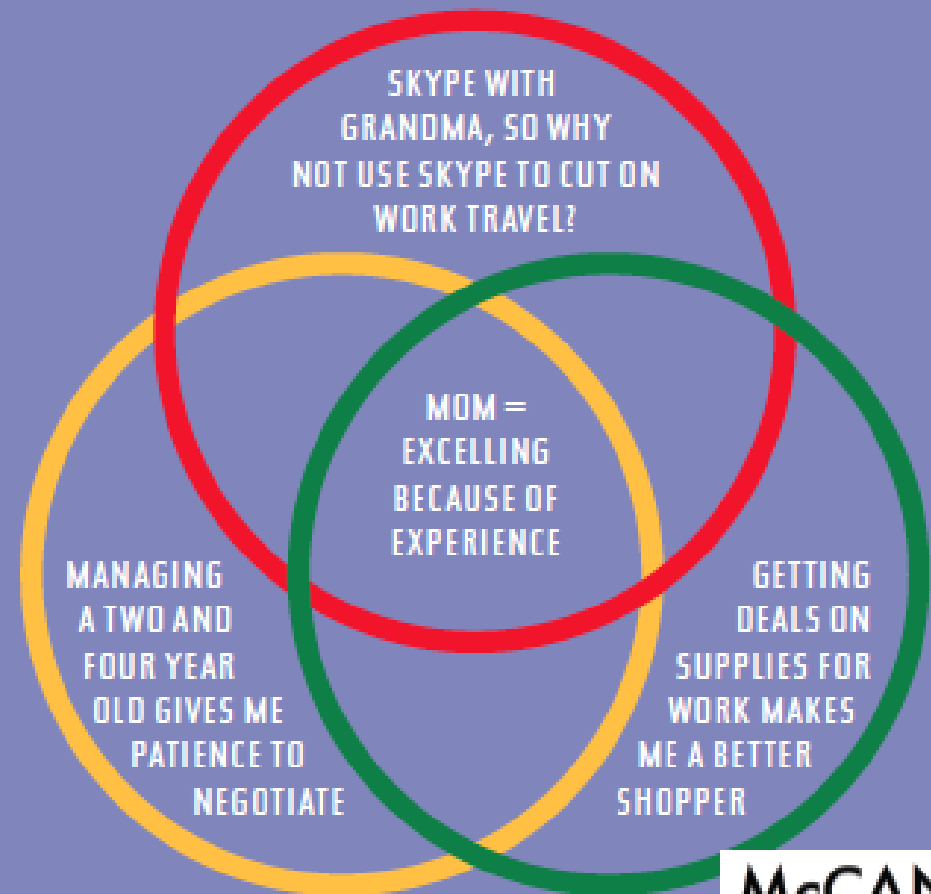 SKYPE WITH
GRANDMA, SO WHY
NOT USE SKYPE TO CUT ON
WORK TRAVEL?
MOM =
EXCELLING
BECAUSE OF
EXPERIENCE
MANAGING
A TWO AND
FOUR YEAR
OLD GIVES ME
PATIENCE TO
NEGOTIATE
GETTING
DEALS ON
SUPPLIES FOR
WORK MAKES
ME A BETTER
SHOPPER